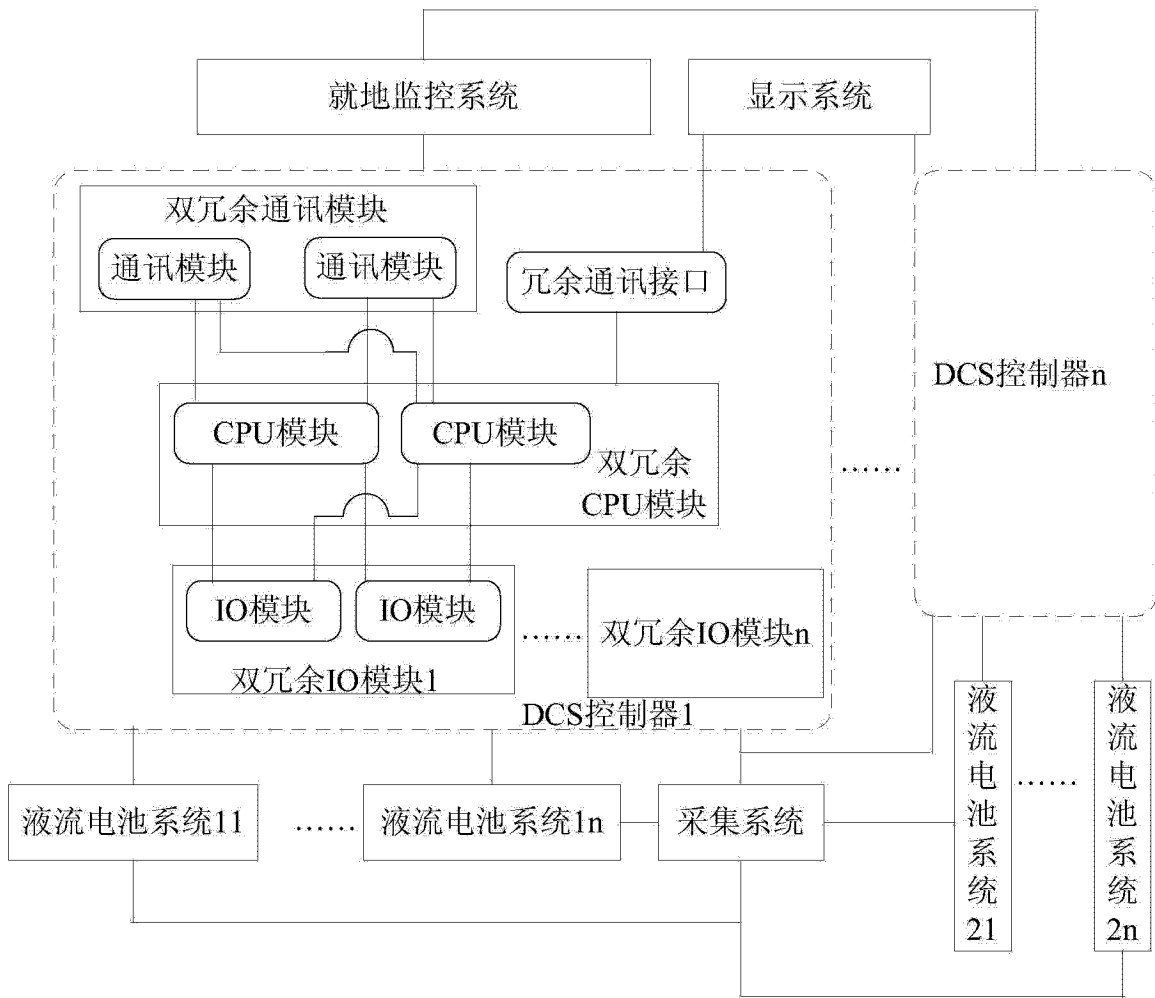 就地监控系统
显示系统
双冗余通讯模块
通讯模块
通讯模块
冗余通讯接口
DCS控制器n
CPU模块
CPU模块
双冗余
CPU模块
……
IO模块
IO模块
双冗余IO模块1
……
双冗余IO模块n
DCS控制器1
液流电池系统11
……
液流电池系统1n
采集系统
液流电池系统21
……
液流电池系统2n